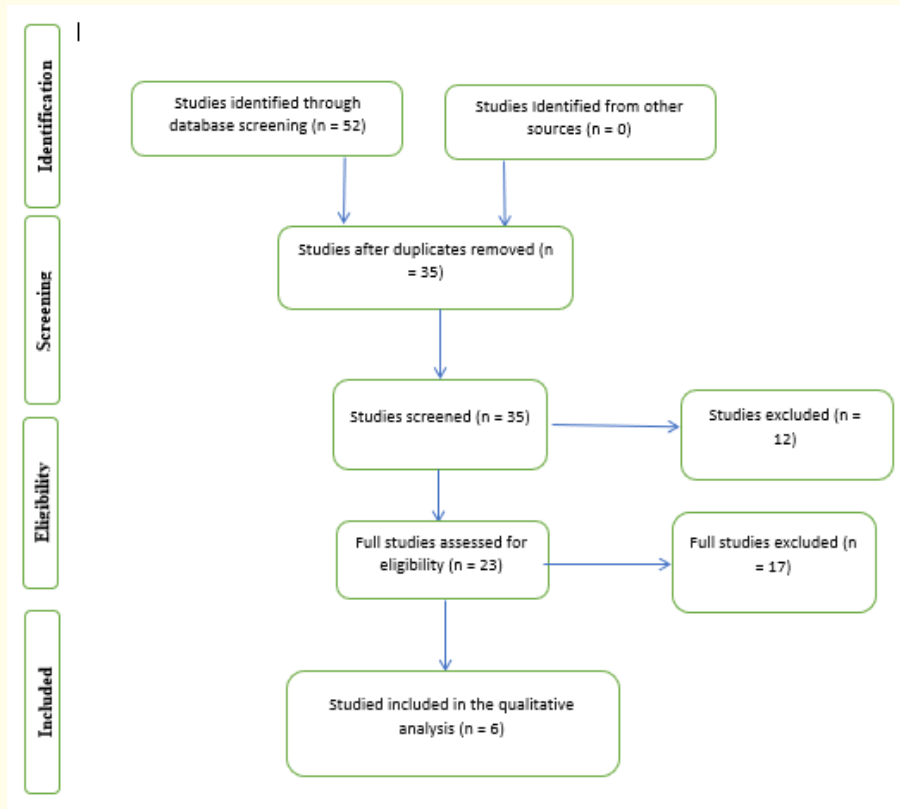 Identification
Studies identified through
database screening (n = 52)
Studies Identified from other
sources (n = 0)
Screening
Studies after duplicates removed (n
= 35)
Studies screened (n = 35)
Studies excluded (n =
12)
Eligibility
Full studies assessed for
eligibility (n = 23)
Full studies excluded (n
= 17)
Included
Studied included in the qualitative
analysis (n = 6)